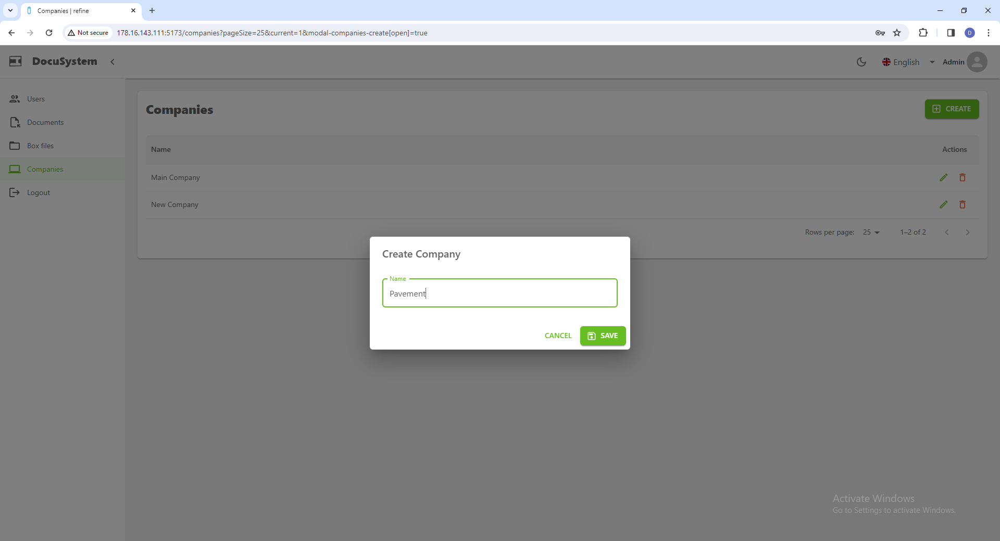 Companies | refine
Not secure
178.16.143.111:5173/companies?pageSize=25&current=1&modal-companies-create[open]=true
D
DocuSystem
English
Admin
Users
Documents
Box files
Companies
Logout
Companies
CREATE
Name
Actions
Main Company
New Company
Rows per page:
25
1–2 of 2
Create Company
Name
Pavement
CANCEL
SAVE
Activate Windows
Go to Settings to activate Windows.